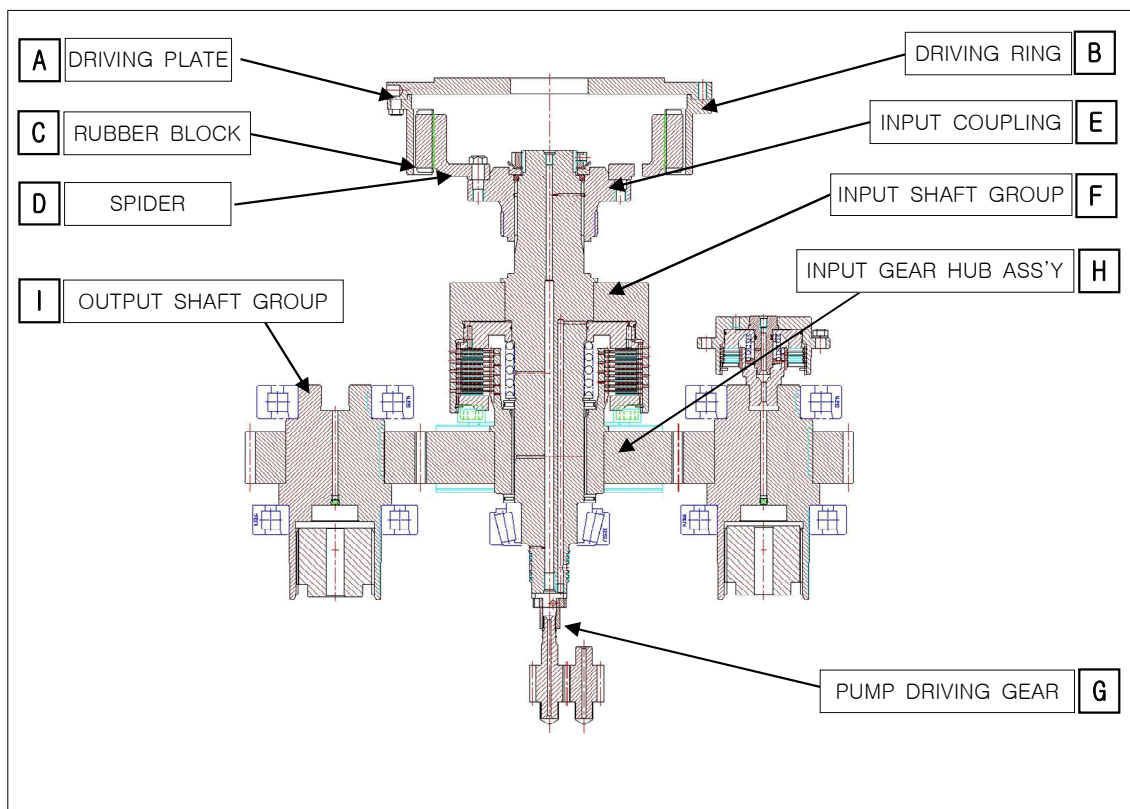 A DRIVING PLATE
DRIVING RING B
C RUBBER BLOCK
INPUT COUPLING E
D SPIDER
INPUT SHAFT GROUP F
INPUT GEAR HUB ASS'Y H
I OUTPUT SHAFT GROUP
PUMP DRIVING GEAR G